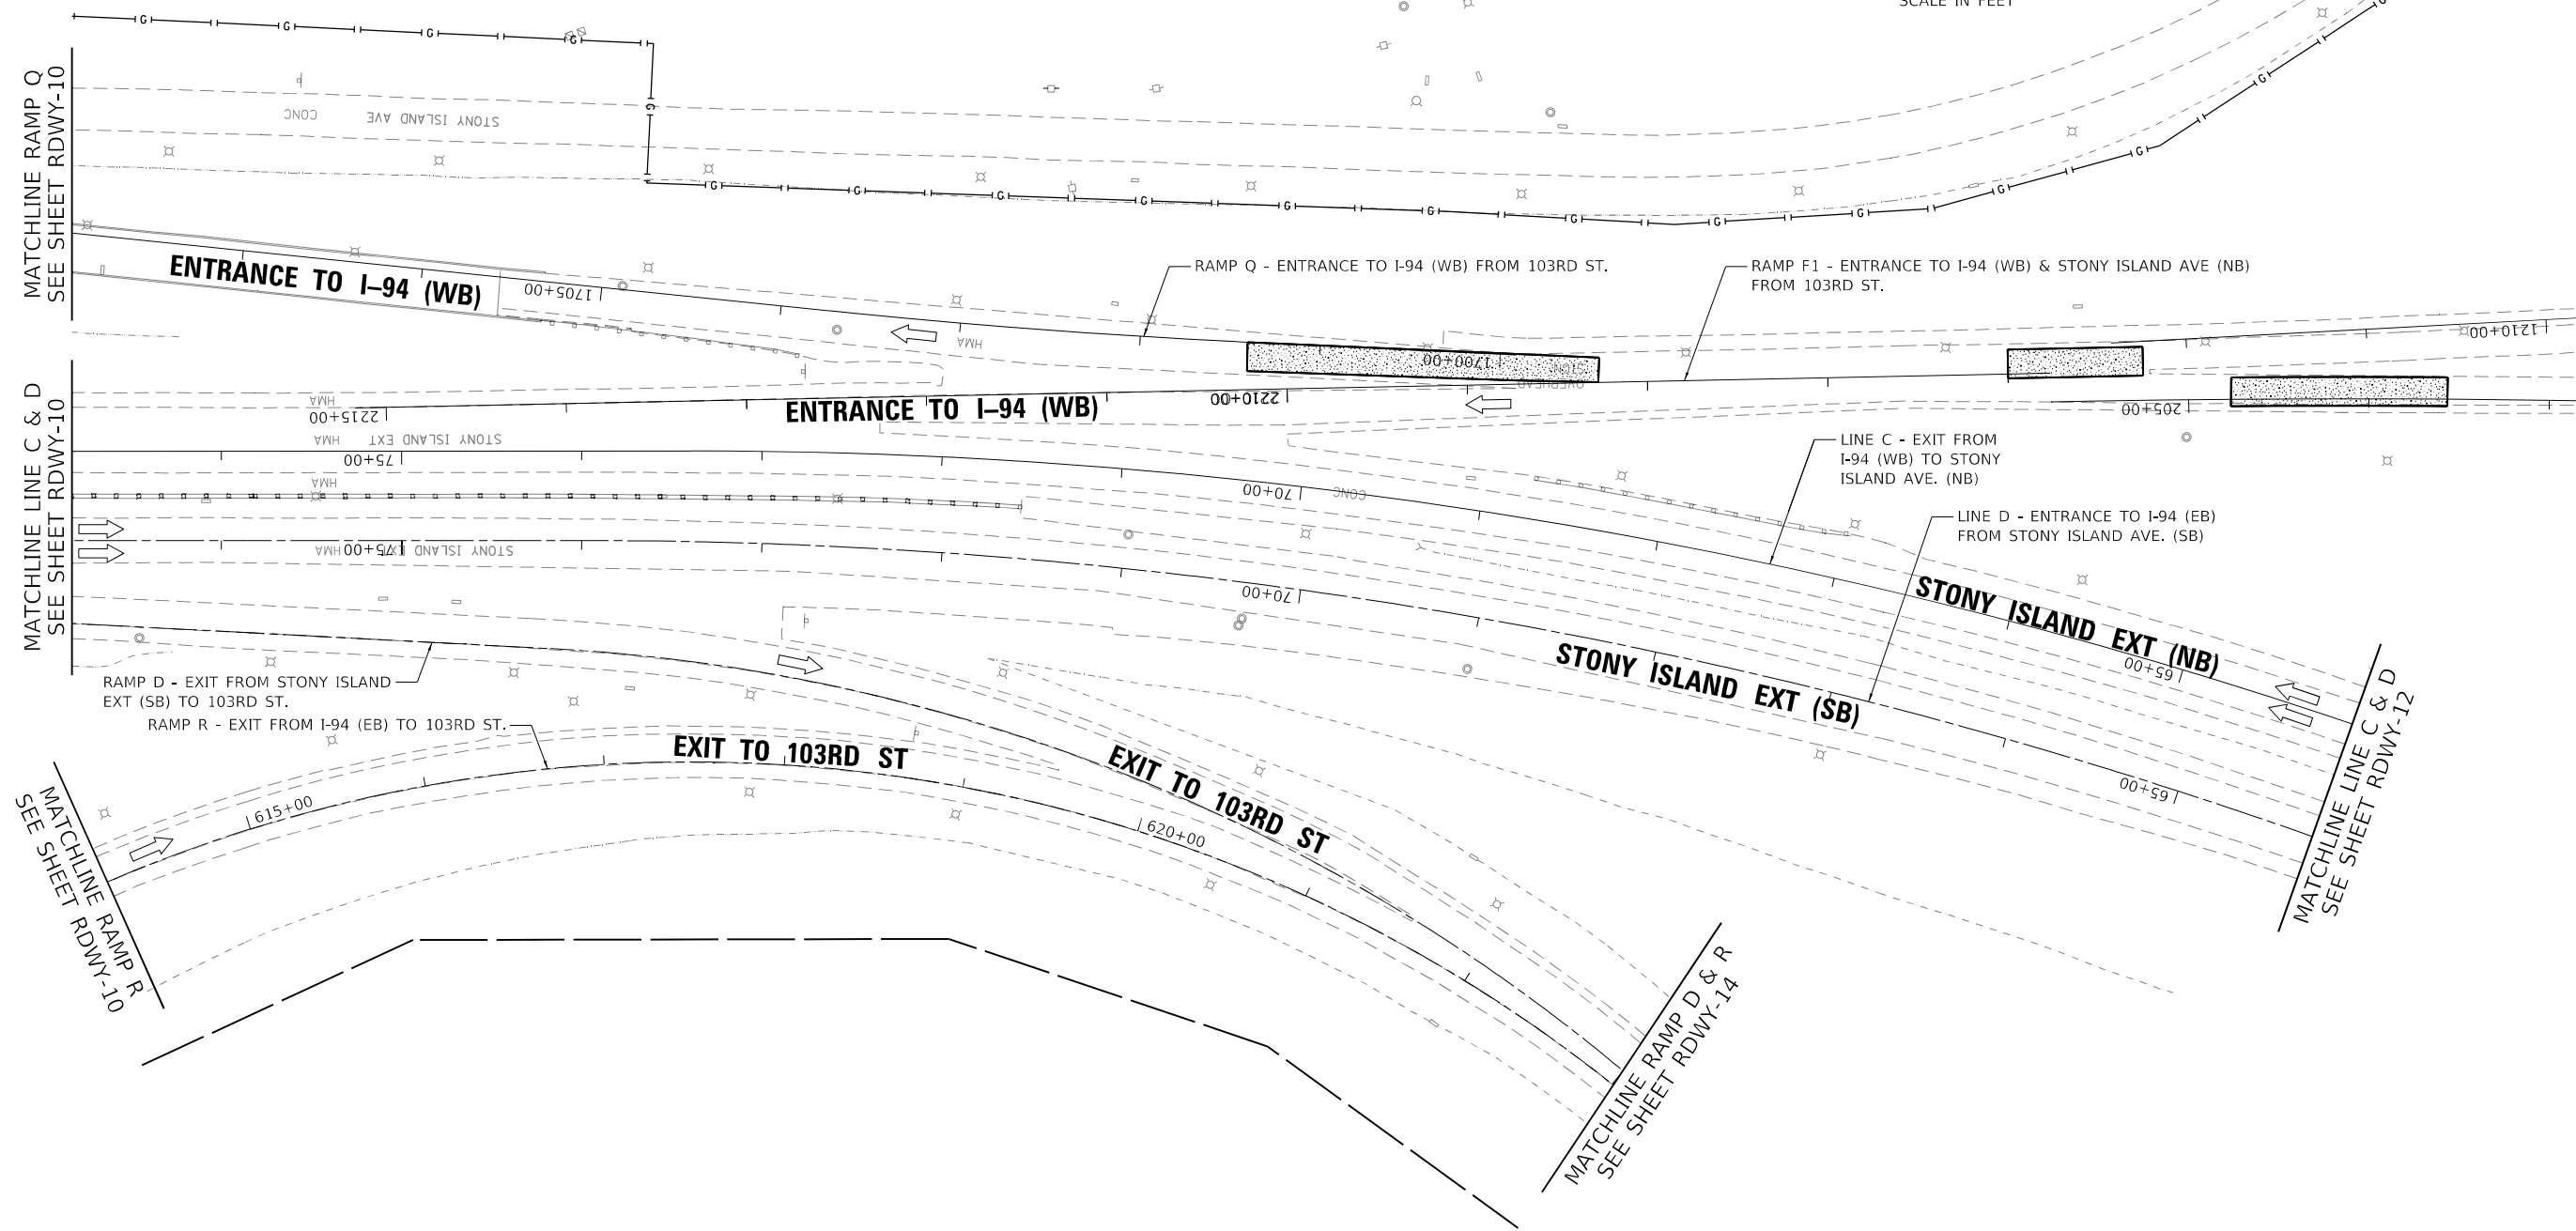 SCALE IN FEET
MATCHLINE RAMP Q
SEE SHEET RDWY-10
G G G G
G
G G G G G G G G G G G G G
CONC
STONY ISLAND AVE
ENTRANCE TO I-94 (WB)
1705+00
RAMP Q - ENTRANCE TO I-94 (WB) FROM 103RD ST.
RAMP F1 - ENTRANCE TO I-94 (WB) & STONY ISLAND AVE (NB)
FROM 103RD ST.
HMA
1700+00
SIGN
OVERHEAD
1210+00
MATCHLINE LINE C & D
SEE SHEET RDWY-10
HMA
2215+00
ENTRANCE TO I-94 (WB)
2210+00
205+00
HMA
STONY ISLAND EXT
75+00
HMA
70+00
CONC
LINE C - EXIT FROM
I-94 (WB) TO STONY
ISLAND AVE. (NB)
LINE D - ENTRANCE TO I-94 (EB)
FROM STONY ISLAND AVE. (SB)
HMA
75+00
STONY ISLAND EXT
70+00
STONY ISLAND EXT (NB)
65+00
STONY ISLAND EXT (SB)
65+00
RAMP D - EXIT FROM STONY ISLAND
EXT (SB) TO 103RD ST.
RAMP R - EXIT FROM I-94 (EB) TO 103RD ST.
EXIT TO 103RD ST
EXIT TO 103RD ST
615+00
620+00
MATCHLINE RAMP R
SEE SHEET RDWY-10
MATCHLINE RAMP D & R
SEE SHEET RDWY-14
MATCHLINE LINE C & D
SEE SHEET RDWY-12